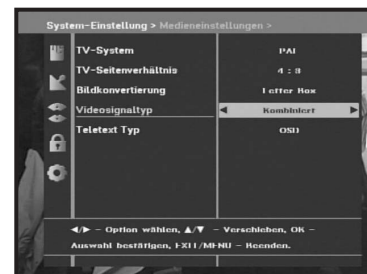 System-Einstellung > Medieneinstellungen >
TV-System PAL
TV-Seitenverhältnis 4 : 3
Bildkonvertierung Letter Box
Videosignaltyp ◀ Kombiniert ▶
Teletext Typ OSD
◀/▶ – Option wählen, ▲/▼ – Verschieben, OK –
Auswahl bestätigen, EXIT/MENU – Beenden.